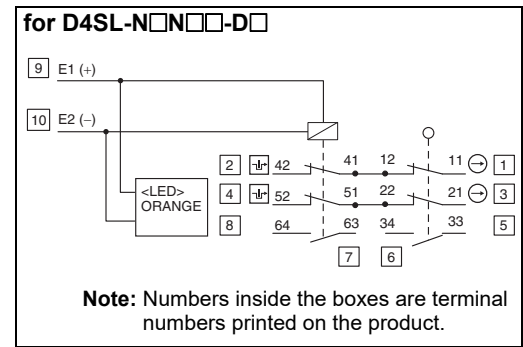 for D4SL-N□N□□-D□
9 E1 (+)
10 E2 (−)
2 42 41 12 11 1
<LED>
ORANGE
4 52 51 22 21 3
8 64 63 34 33 5
7 6
Note: Numbers inside the boxes are terminal
numbers printed on the product.